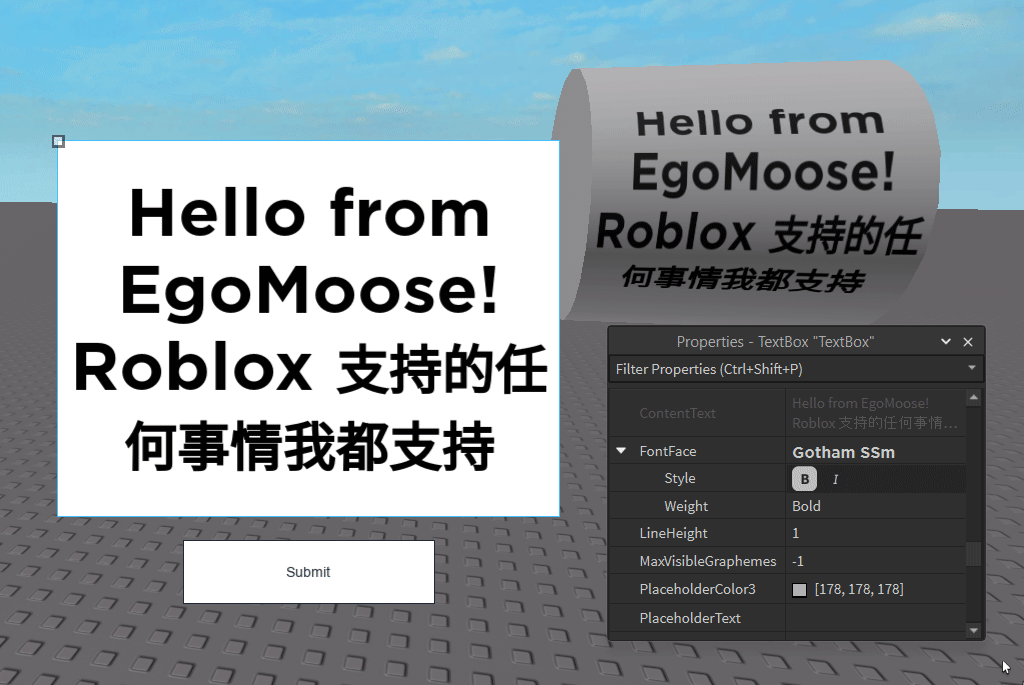 Hello from
EgoMoose!
Roblox 支持的任
何事情我都支持
Submit
Hello from
EgoMoose!
Roblox 支持的任
何事情我都支持
Properties - TextBox "TextBox"
Filter Properties (Ctrl+Shift+P)
ContentText
Hello from EgoMoose!
Roblox 支持的任何事情...
FontFace Gotham SSm
Style B I
Weight Bold
LineHeight 1
MaxVisibleGraphemes -1
PlaceholderColor3 [178, 178, 178]
PlaceholderText